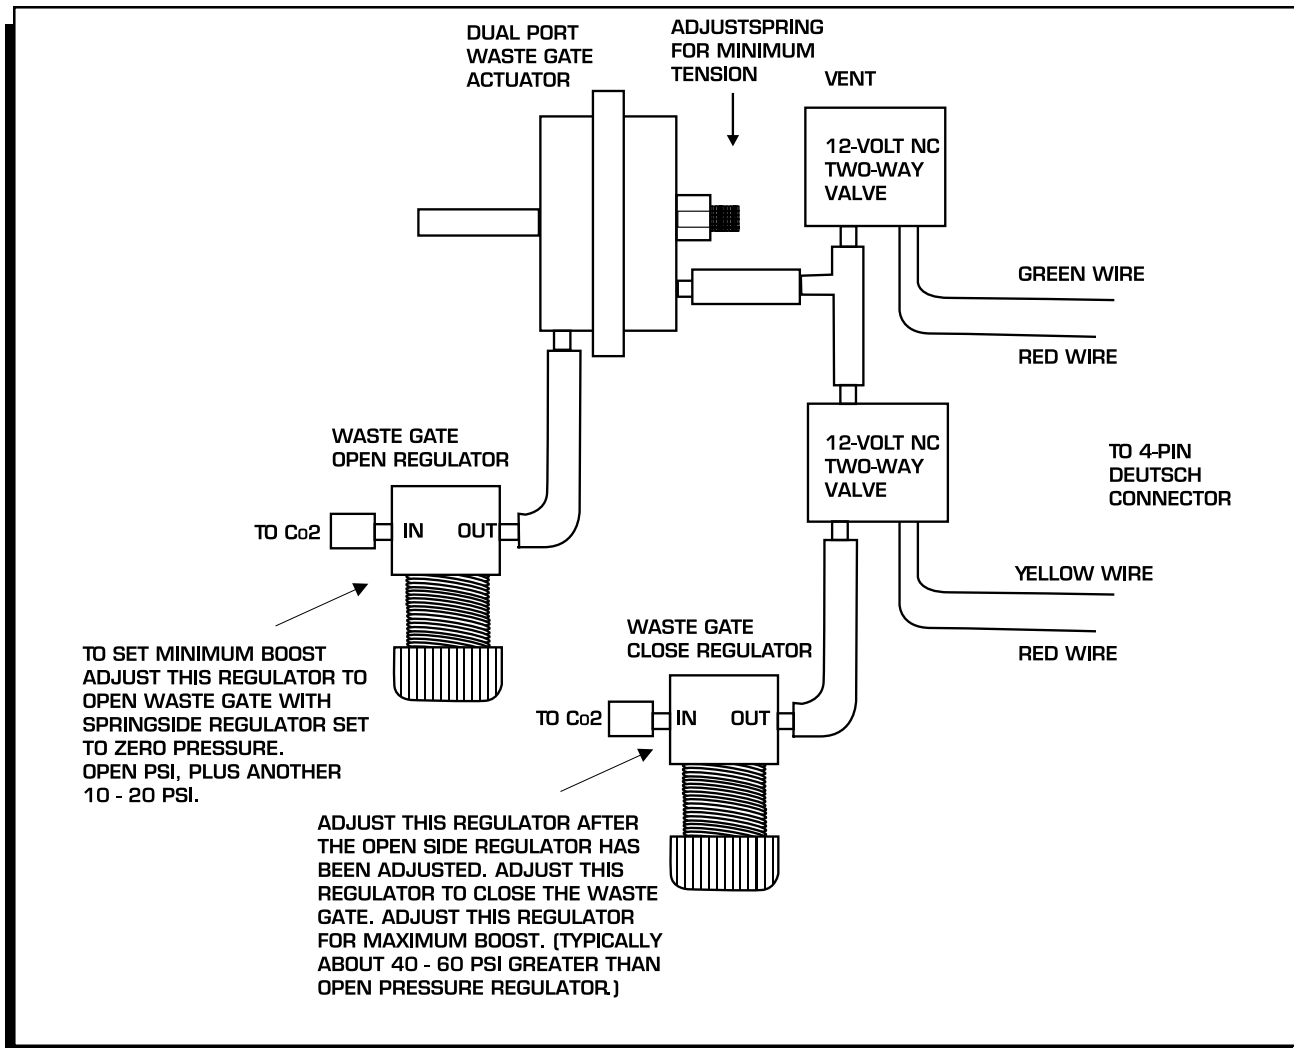 DUAL PORT
WASTE GATE
ACTUATOR
ADJUSTSPRING
FOR MINIMUM
TENSION
VENT
12-VOLT NC
TWO-WAY
VALVE
GREEN WIRE
RED WIRE
WASTE GATE
OPEN REGULATOR
12-VOLT NC
TWO-WAY
VALVE
TO 4-PIN
DEUTSCH
CONNECTOR
TO Co2
IN OUT
YELLOW WIRE
RED WIRE
WASTE GATE
CLOSE REGULATOR
TO SET MINIMUM BOOST
ADJUST THIS REGULATOR TO
OPEN WASTE GATE WITH
SPRINGSIDE REGULATOR SET
TO ZERO PRESSURE.
OPEN PSI, PLUS ANOTHER
10 - 20 PSI.
TO Co2
IN OUT
ADJUST THIS REGULATOR AFTER
THE OPEN SIDE REGULATOR HAS
BEEN ADJUSTED. ADJUST THIS
REGULATOR TO CLOSE THE WASTE
GATE. ADJUST THIS REGULATOR
FOR MAXIMUM BOOST. (TYPICALLY
ABOUT 40 - 60 PSI GREATER THAN
OPEN PRESSURE REGULATOR.)